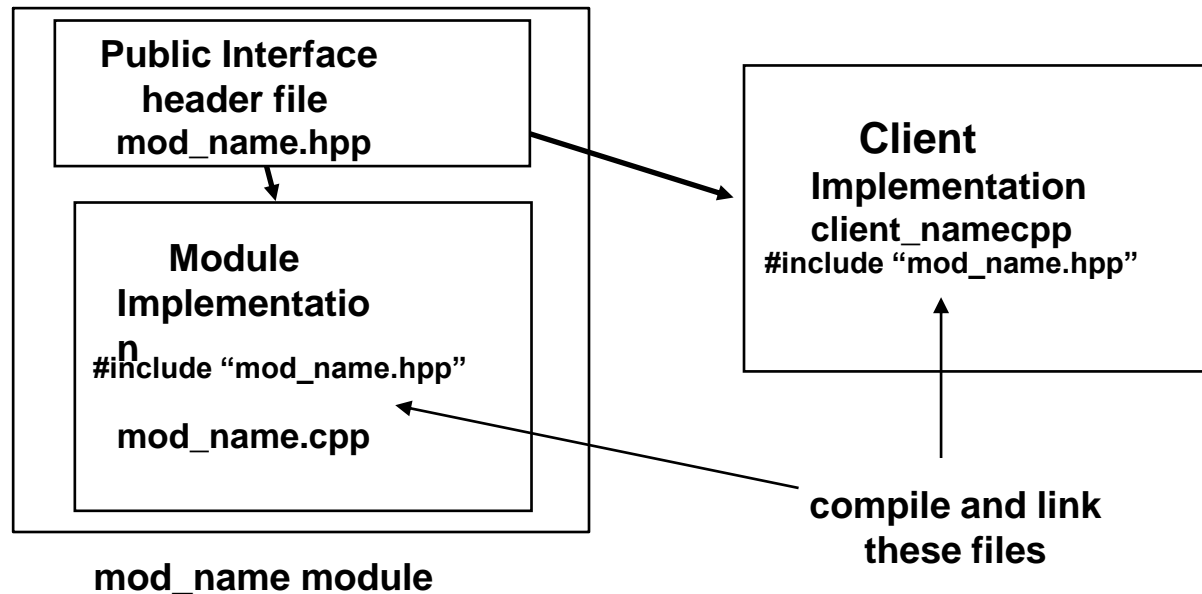 Public Interface
header file
mod_name.hpp
Module
Implementatio
n
#include “mod_name.hpp”
mod_name.cpp
mod_name module
Client
Implementation
client_namecpp
#include “mod_name.hpp”
compile and link
these files